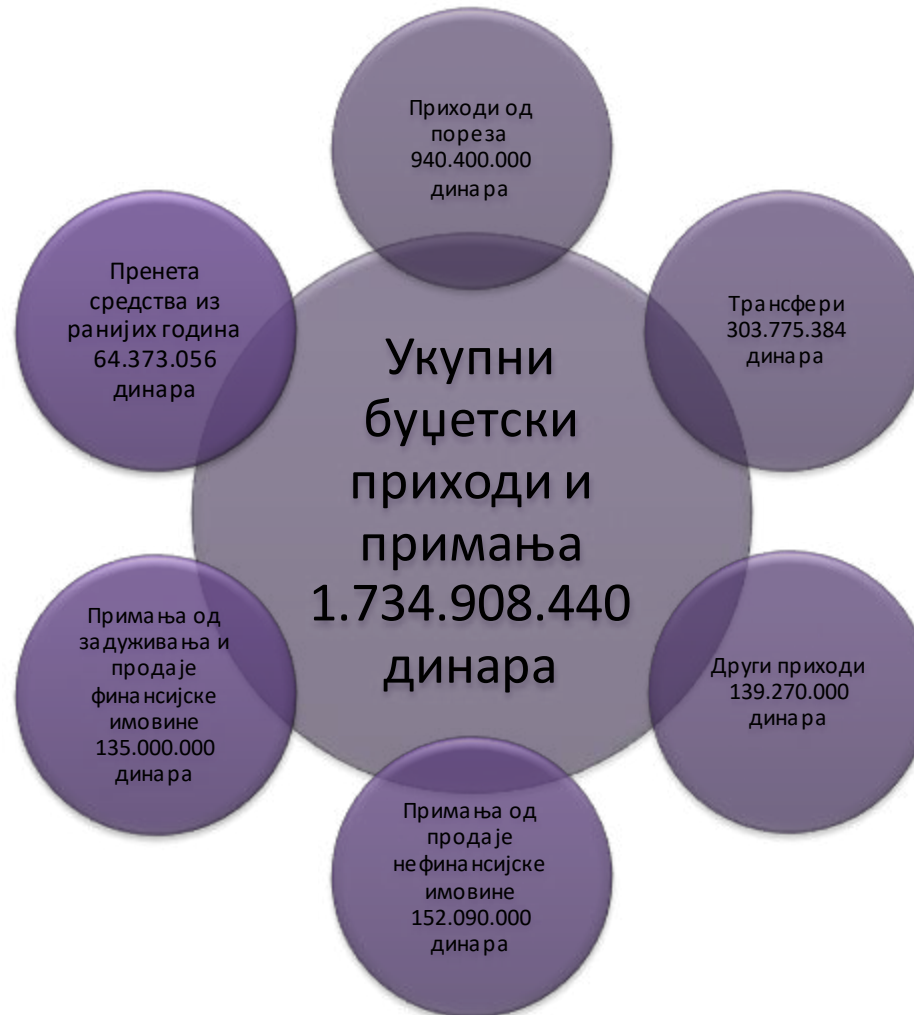 Приходи од
пореза
940.400.000
динара
Трансфери
303.775.384
динара
Други приходи
139.270.000
динара
Примања од
продаје
нефинансијске
имовине
152.090.000
динара
Примања од
задуживања и
продаје
финансијске
имовине
135.000.000
динара
Пренета
средства из
ранијих година
64.373.056
динара
Укупни
буџетски
приходи и
примања
1.734.908.440
динара